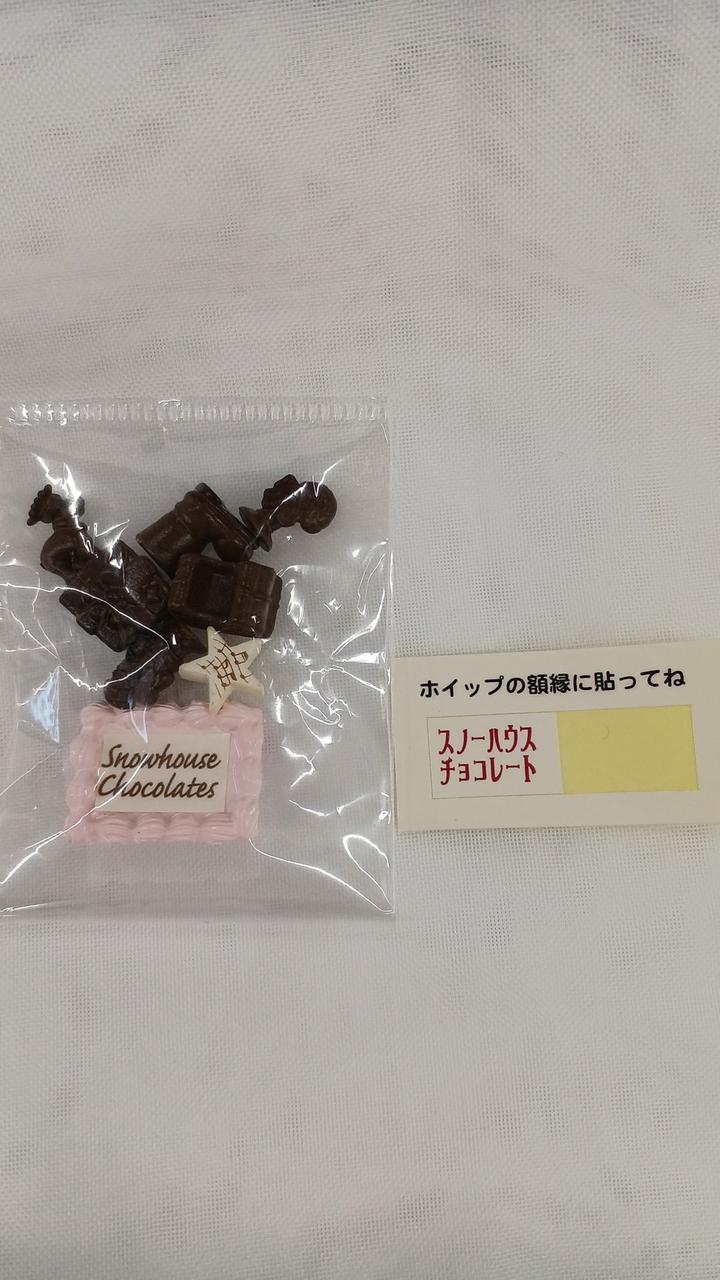 Snowhouse
Chocolates
ホイップの額縁に貼ってね
スノーハウス
チョコレート